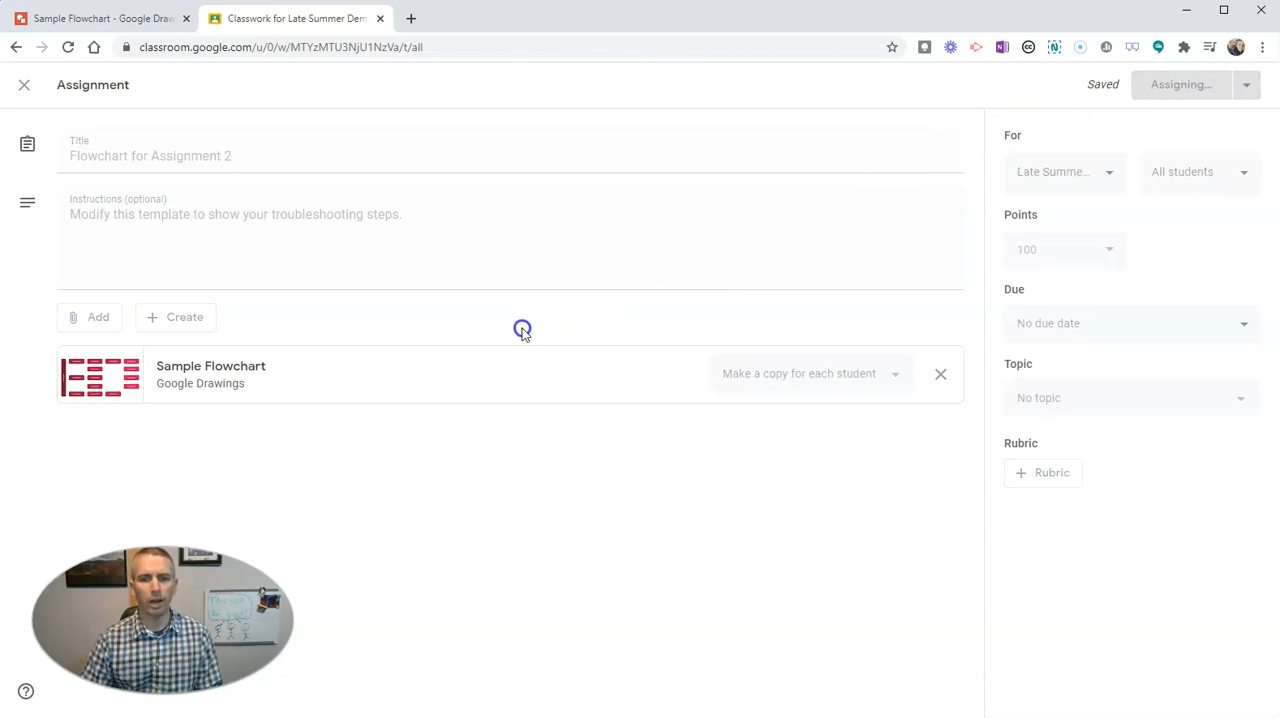 Sample Flowchart - Google Draw
Classwork for Late Summer Dem
classroom.google.com/u/0/w/MTYzMTU3NjU1NzVa/t/all
Assignment
Saved
Assigning...
Title
Flowchart for Assignment 2
Instructions (optional)
Modify this template to show your troubleshooting steps.
Add
Create
Sample Flowchart
Google Drawings
Make a copy for each student
For
Late Summe...
All students
Points
100
Due
No due date
Topic
No topic
Rubric
Rubric